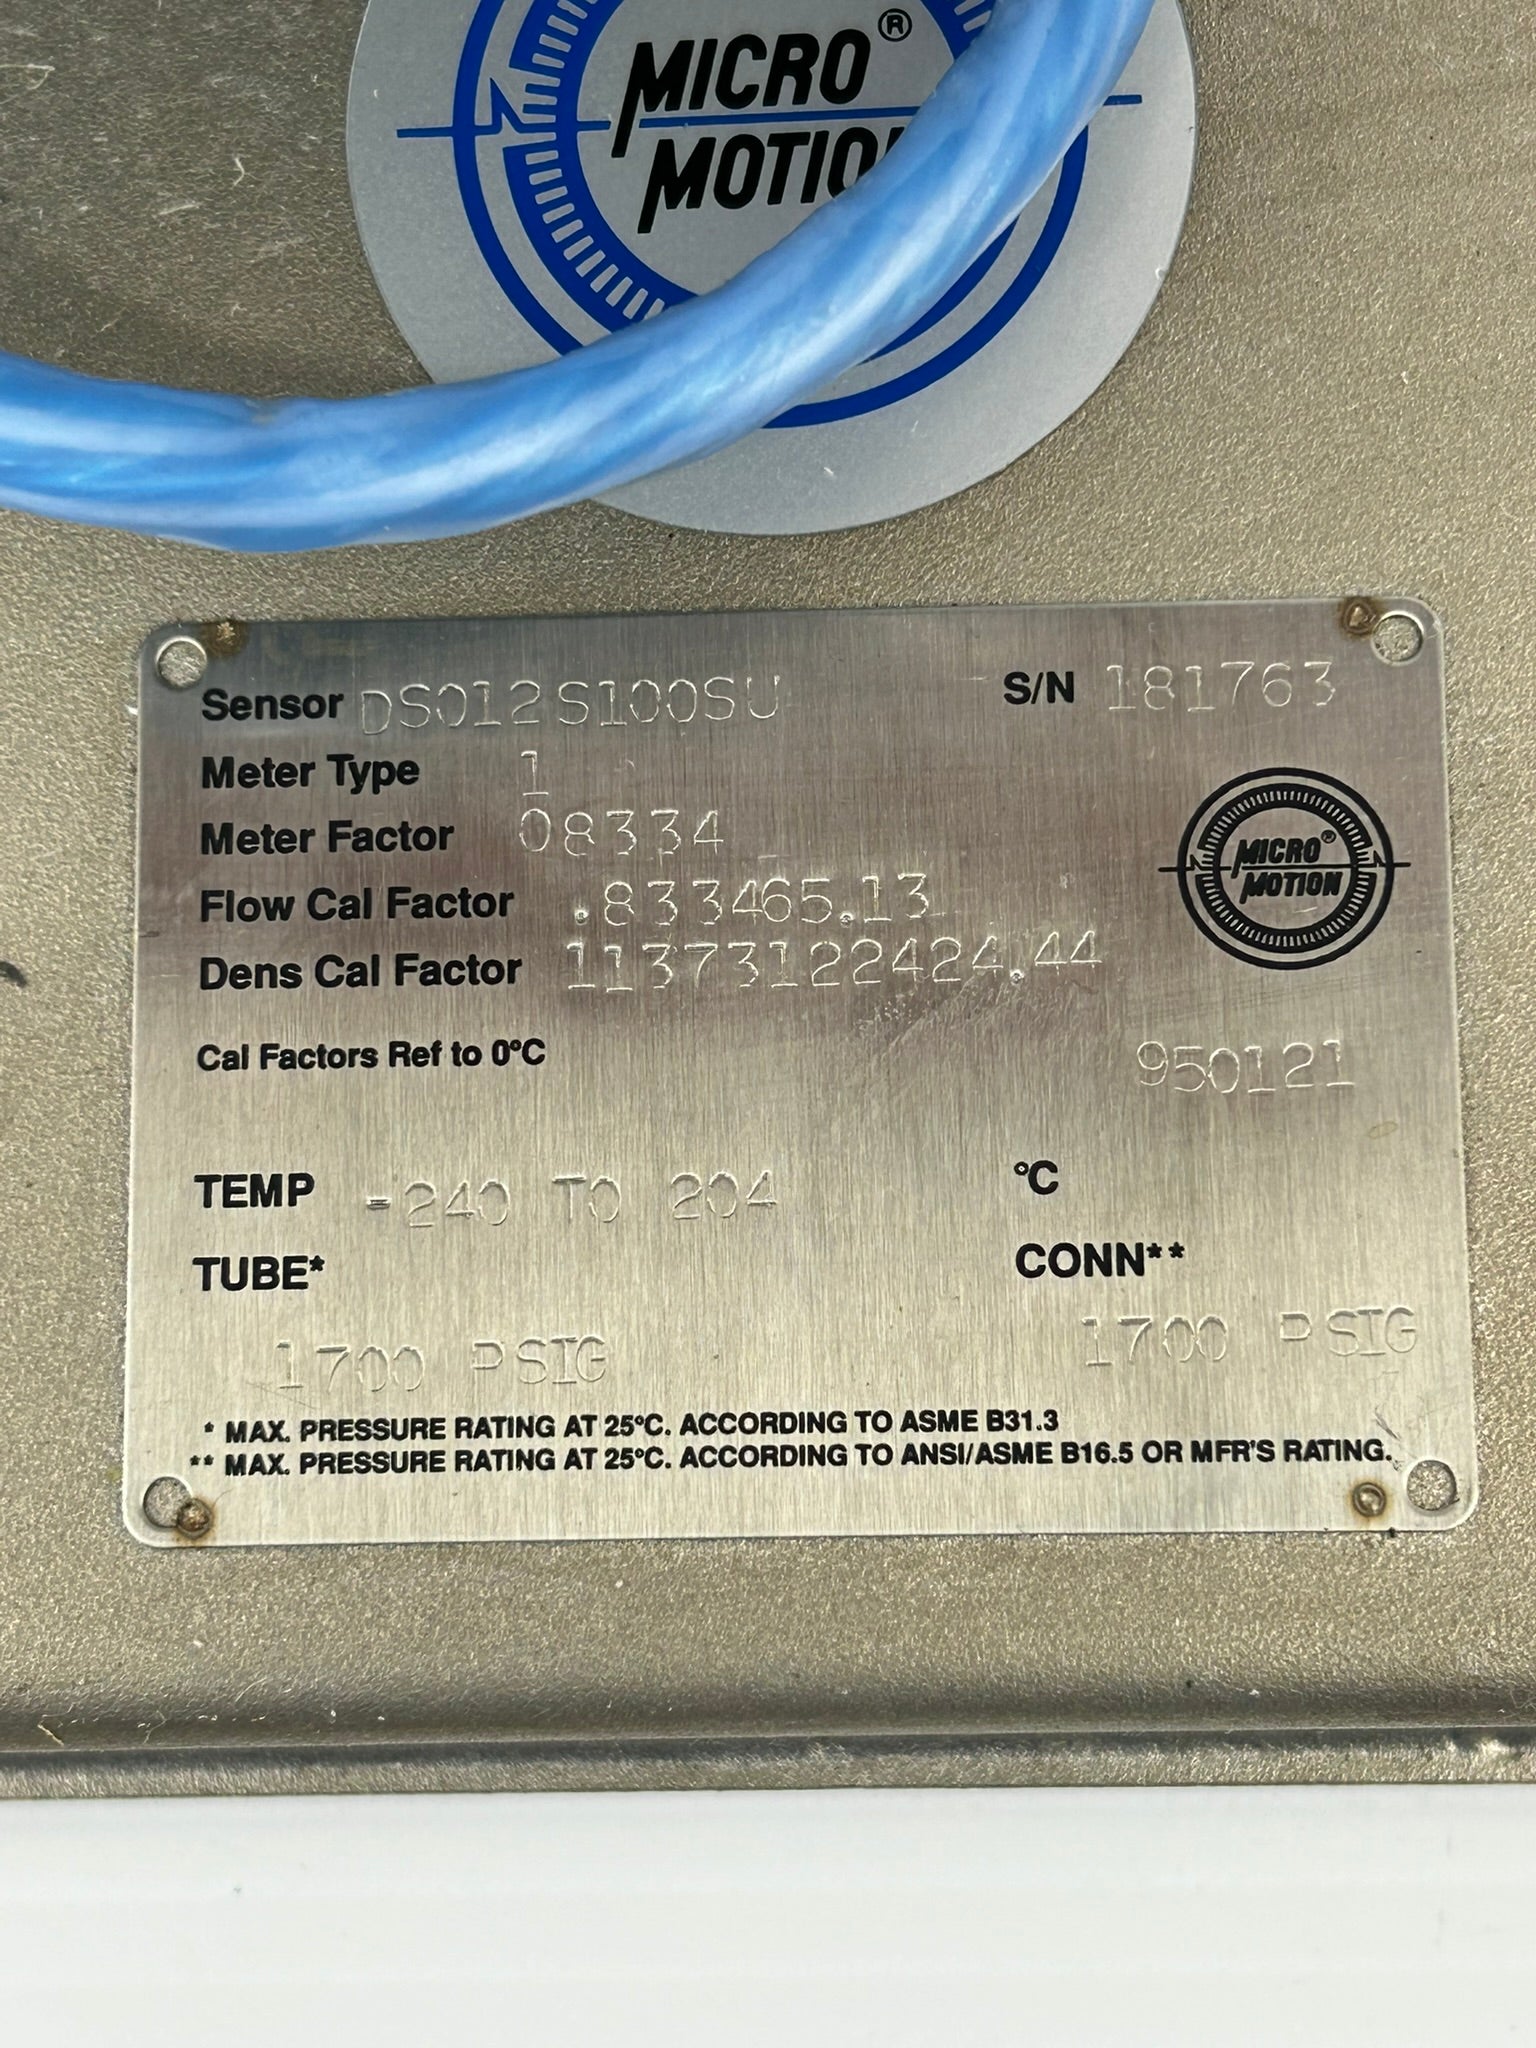 MICRO®
MOTIO
Sensor DS012S100SU S/N 181763
Meter Type 1
Meter Factor 08334
Flow Cal Factor .833465.13
MICRO®
MOTION
Dens Cal Factor 11373122424.44
Cal Factors Ref to 0°C 950121
TEMP -240 TO 204 °C
TUBE* CONN**
1700 PSIG 1700 PSIG
* MAX. PRESSURE RATING AT 25°C. ACCORDING TO ASME B31.3
** MAX. PRESSURE RATING AT 25°C. ACCORDING TO ANSI/ASME B16.5 OR MFR'S RATING.